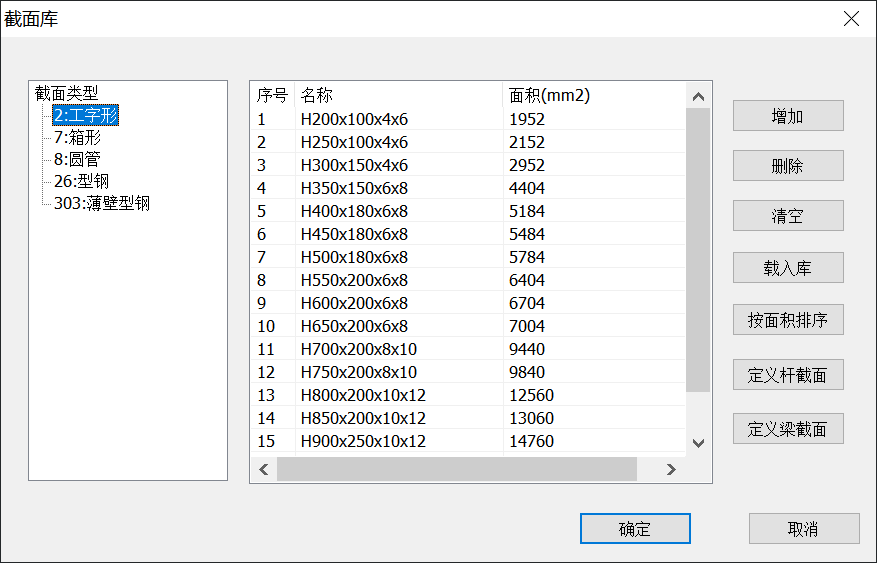 截面库
截面类型
2:工字形
7:箱形
8:圆管
26:型钢
303:薄壁型钢
序号 名称 面积(mm2)
1 H200x100x4x6 1952
2 H250x100x4x6 2152
3 H300x150x4x6 2952
4 H350x150x6x8 4404
5 H400x180x6x8 5184
6 H450x180x6x8 5484
7 H500x180x6x8 5784
8 H550x200x6x8 6404
9 H600x200x6x8 6704
10 H650x200x6x8 7004
11 H700x200x8x10 9440
12 H750x200x8x10 9840
13 H800x200x10x12 12560
14 H850x200x10x12 13060
15 H900x250x10x12 14760
增加
删除
清空
载入库
按面积排序
定义杆截面
定义梁截面
确定
取消